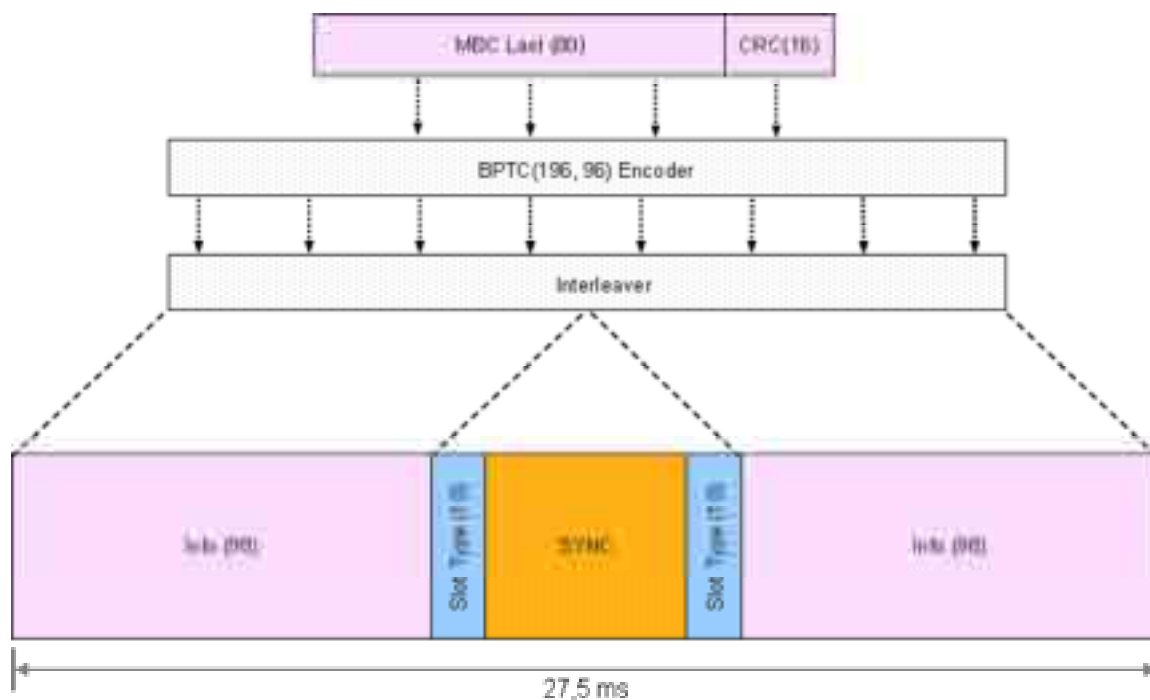 MBC Last (80) CRC(16)
BPTC(196, 96) Encoder
Interleaver
Info (98) Slot Type (10) SYNC Slot Type (10) Info (98)
27,5 ms